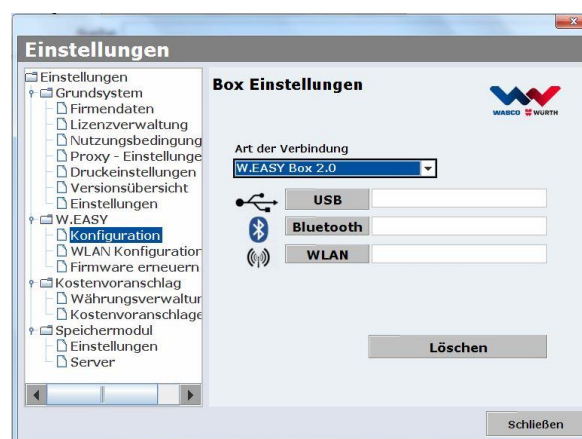 Einstellungen
Einstellungen
Grundsystem
Firmendaten
Lizenzverwaltung
Nutzungsbedingung
Proxy - Einstellunge
Druckeinstellungen
Versionsübersicht
Einstellungen
W.EASY
Konfiguration
WLAN Konfiguration
Firmware erneuern
Kostenvoranschlag
Währungsverwaltur
Kostenvoranschlage
Speichermodul
Einstellungen
Server
Box Einstellungen
WABCO WÜRTH
Art der Verbindung
W.EASY Box 2.0
USB
Bluetooth
WLAN
Löschen
Schließen